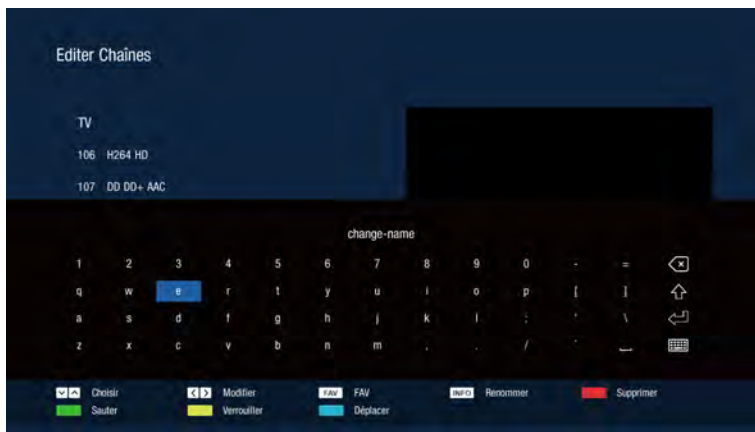 Editer Chaînes
TV
106 H264 HD
107 DD DD+ AAC
change-name
1 2 3 4 5 6 7 8 9 0 - =
q w e r t y u i o p [ ]
a s d f g h j k l ; ' \
z x c v b n m , . / `
Choisir Modifier FAV FAV INFO Renommer Supprimer
Sauter Verrouiller Déplacer